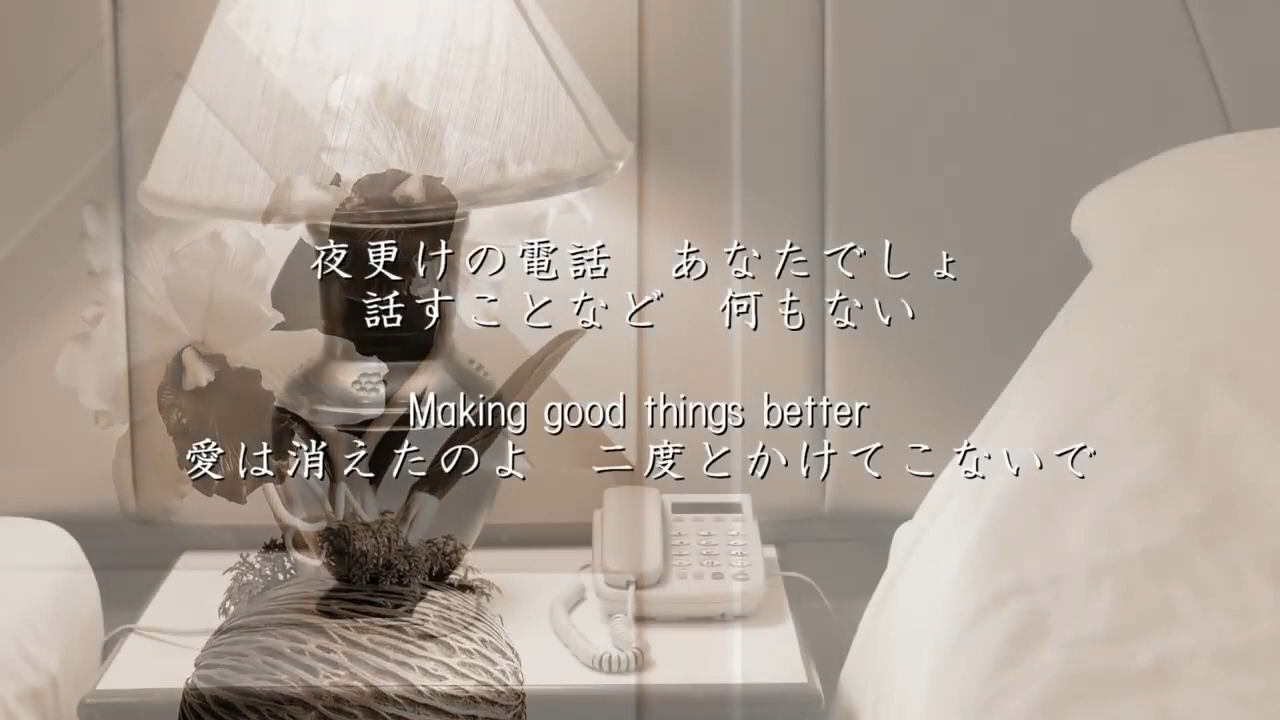 夜更けの電話　あなたでしょ
話すことなど　何もない
Making good things better
愛は消えたのよ　二度とかけてこないで